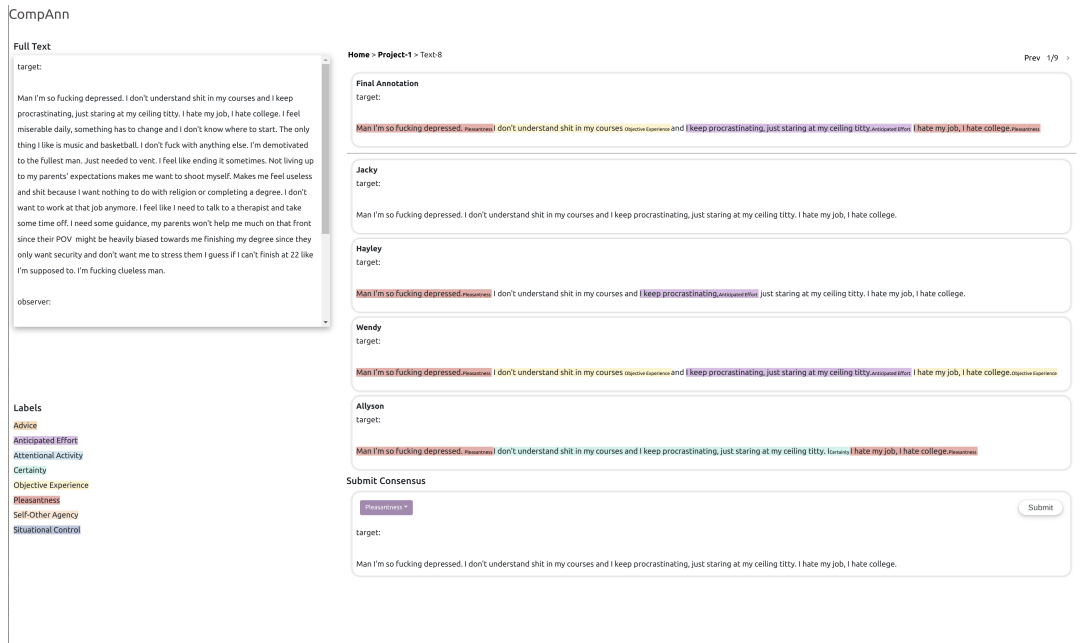 CompAnn
Full Text
target:
Man I'm so fucking depressed. I don't understand shit in my courses and I keep
procrastinating, just staring at my ceiling titty. I hate my job, I hate college. I feel
miserable daily, something has to change and I don't know where to start. The only
thing I like is music and basketball. I don't fuck with anything else. I'm demotivated
to the fullest man. Just needed to vent. I feel like ending it sometimes. Not living up
to my parents' expectations makes me want to shoot myself. Makes me feel useless
and shit because I want nothing to do with religion or completing a degree. I don't
want to work at that job anymore. I feel like I need to talk to a therapist and take
some time off. I need some guidance, my parents won't help me much on that front
since their POV might be heavily biased towards me finishing my degree since they
only want security and don't want me to stress them I guess if I can't finish at 22 like
I'm supposed to. I'm fucking clueless man.
observer:
Labels
Advice
Anticipated Effort
Attentional Activity
Certainty
Objective Experience
Pleasantness
Self-Other Agency
Situational Control
Home > Project-1 > Text-8
Prev 1/9 >
Final Annotation
target:
Man I'm so fucking depressed. Pleasantness I don't understand shit in my courses Objective Experience and I keep procrastinating, just staring at my ceiling titty. Anticipated Effort I hate my job, I hate college. Pleasantness
Jacky
target:
Man I'm so fucking depressed. I don't understand shit in my courses and I keep procrastinating, just staring at my ceiling titty. I hate my job, I hate college.
Hayley
target:
Man I'm so fucking depressed. Pleasantness I don't understand shit in my courses and I keep procrastinating, Anticipated Effort just staring at my ceiling titty. I hate my job, I hate college.
Wendy
target:
Man I'm so fucking depressed. Pleasantness I don't understand shit in my courses Objective Experience and I keep procrastinating, just staring at my ceiling titty. Anticipated Effort I hate my job, I hate college. Objective Experience
Allyson
target:
Man I'm so fucking depressed. Pleasantness I don't understand shit in my courses and I keep procrastinating, just staring at my ceiling titty. I Certainty I hate my job, I hate college. Pleasantness
Submit Consensus
Pleasantness
Submit
target:
Man I'm so fucking depressed. I don't understand shit in my courses and I keep procrastinating, just staring at my ceiling titty. I hate my job, I hate college.